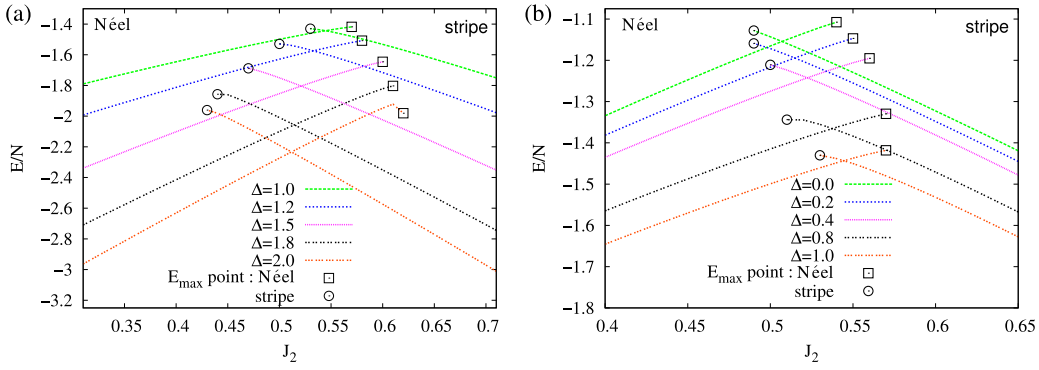 (a)
Néel
stripe
E/N
−1.4
−1.6
−1.8
−2
−2.2
−2.4
−2.6
−2.8
−3
−3.2
Δ=1.0
Δ=1.2
Δ=1.5
Δ=1.8
Δ=2.0
E_max point : Néel
stripe
0.35 0.4 0.45 0.5 0.55 0.6 0.65 0.7
J_2
(b)
Néel
stripe
E/N
−1.1
−1.2
−1.3
−1.4
−1.5
−1.6
−1.7
−1.8
Δ=0.0
Δ=0.2
Δ=0.4
Δ=0.8
Δ=1.0
E_max point : Néel
stripe
0.4 0.45 0.5 0.55 0.6 0.65
J_2